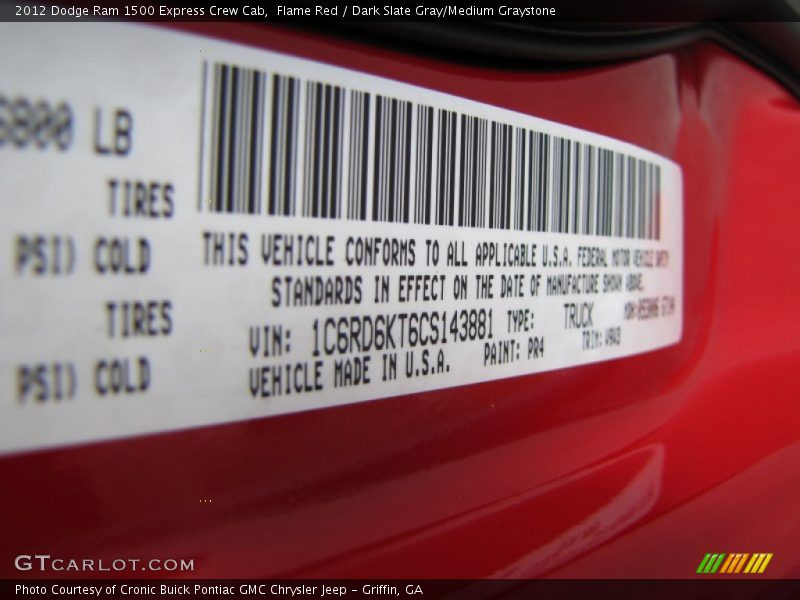 2012 Dodge Ram 1500 Express Crew Cab,  Flame Red / Dark Slate Gray/Medium Graystone
6800 LB
TIRES
PSI) COLD
TIRES
PSI) COLD
THIS VEHICLE CONFORMS TO ALL APPLICABLE U.S.A. FEDERAL MOTOR VEHICLE SAFETY
STANDARDS IN EFFECT ON THE DATE OF MANUFACTURE SHOWN ABOVE.
VIN: 1C6RD6KT6CS143881 TYPE: TRUCK MDH:
VEHICLE MADE IN U.S.A. PAINT: PR4 TRIM:
GTCARLOT.COM
Photo Courtesy of Cronic Buick Pontiac GMC Chrysler Jeep - Griffin, GA